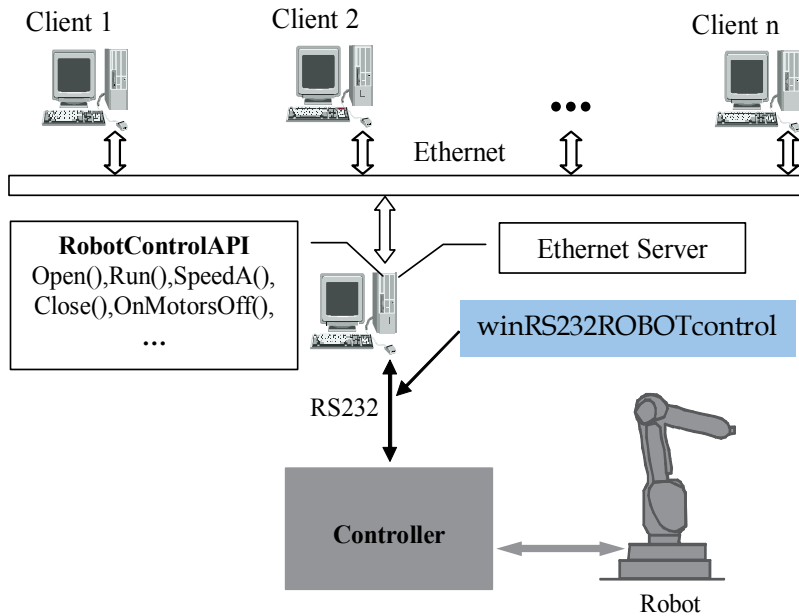 Client 1
Client 2
Client n
•••
Ethernet
RobotControlAPI
Open(),Run(),SpeedA(),
Close(),OnMotorsOff(),
...
Ethernet Server
winRS232ROBOTcontrol
RS232
Controller
Robot